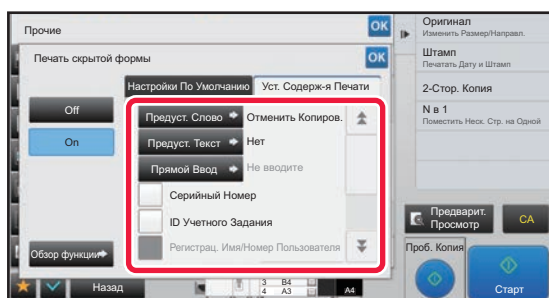 Прочие
OK
Печать скрытой формы
OK
Настройки По Умолчанию
Уст. Содерж-я Печати
Off
On
Предуст. Слово
Отменить Копиров.
Предуст. Текст
Нет
Прямой Ввод
Не вводите
Серийный Номер
ID Учетного Задания
Регистрац. Имя/Номер Пользователя
Обзор функции
Назад
3 B4
4 A3
A4
Оригинал
Изменить Размер/Направл.
Штамп
Печатать Дату и Штамп
2-Стор. Копия
N в 1
Поместить Неск. Стр. на Одной
Предварит.
Просмотр
CA
Проб. Копия
Старт